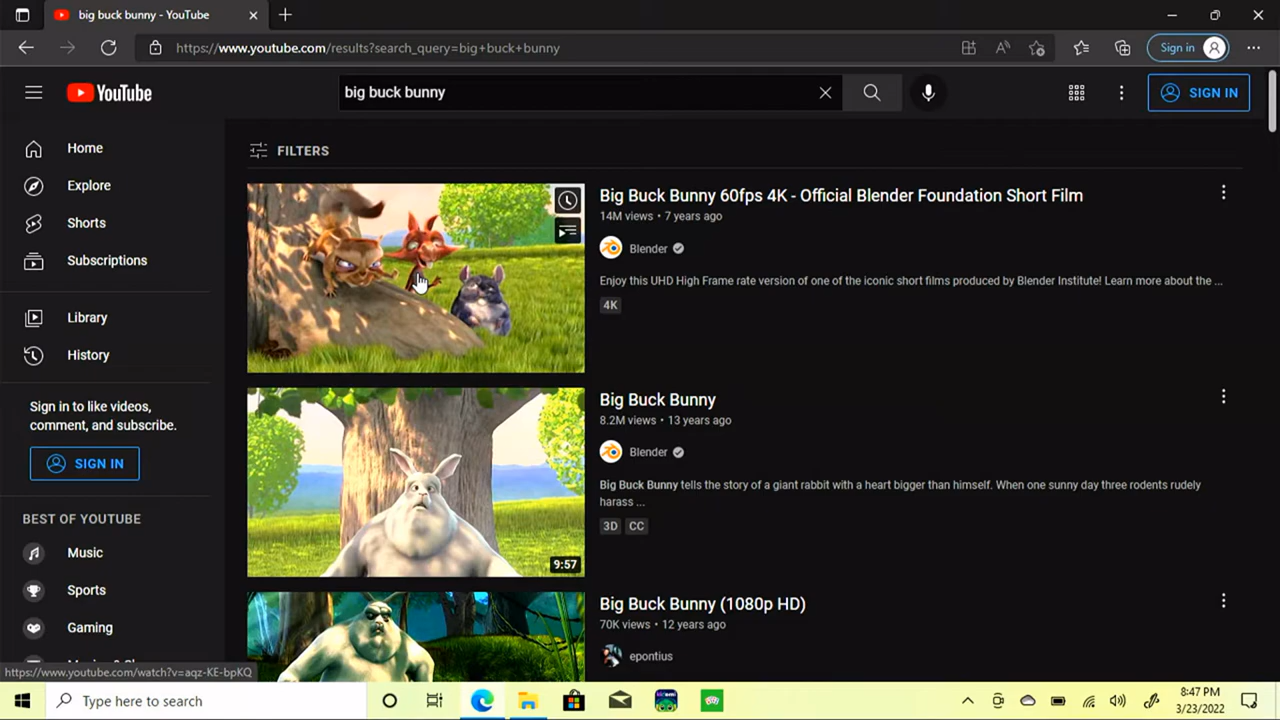 big buck bunny - YouTube
https://www.youtube.com/results?search_query=big+buck+bunny
Sign in
YouTube
big buck bunny
SIGN IN
Home
Explore
Shorts
Subscriptions
Library
History
Sign in to like videos,
comment, and subscribe.
SIGN IN
BEST OF YOUTUBE
Music
Sports
Gaming
FILTERS
Big Buck Bunny 60fps 4K - Official Blender Foundation Short Film
14M views • 7 years ago
Blender
Enjoy this UHD High Frame rate version of one of the iconic short films produced by Blender Institute! Learn more about the ...
4K
9:57
Big Buck Bunny
8.2M views • 13 years ago
Blender
Big Buck Bunny tells the story of a giant rabbit with a heart bigger than himself. When one sunny day three rodents rudely
harass ...
3D CC
Big Buck Bunny (1080p HD)
70K views • 12 years ago
epontius
https://www.youtube.com/watch?v=aqz-KE-bpKQ
Type here to search
8:47 PM
3/23/2022